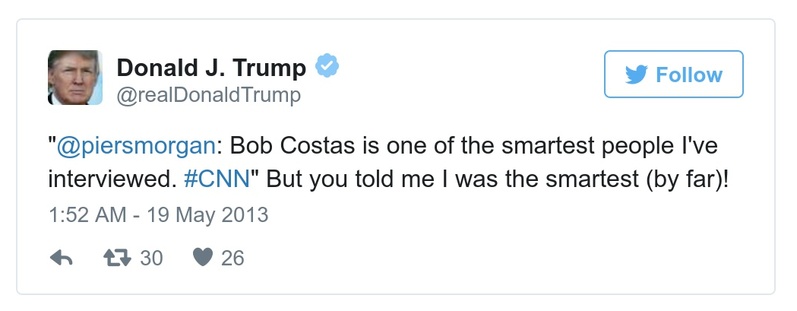 Donald J. Trump
@realDonaldTrump
Follow
"@piersmorgan: Bob Costas is one of the smartest people I've
interviewed. #CNN" But you told me I was the smartest (by far)!
1:52 AM - 19 May 2013
30 26